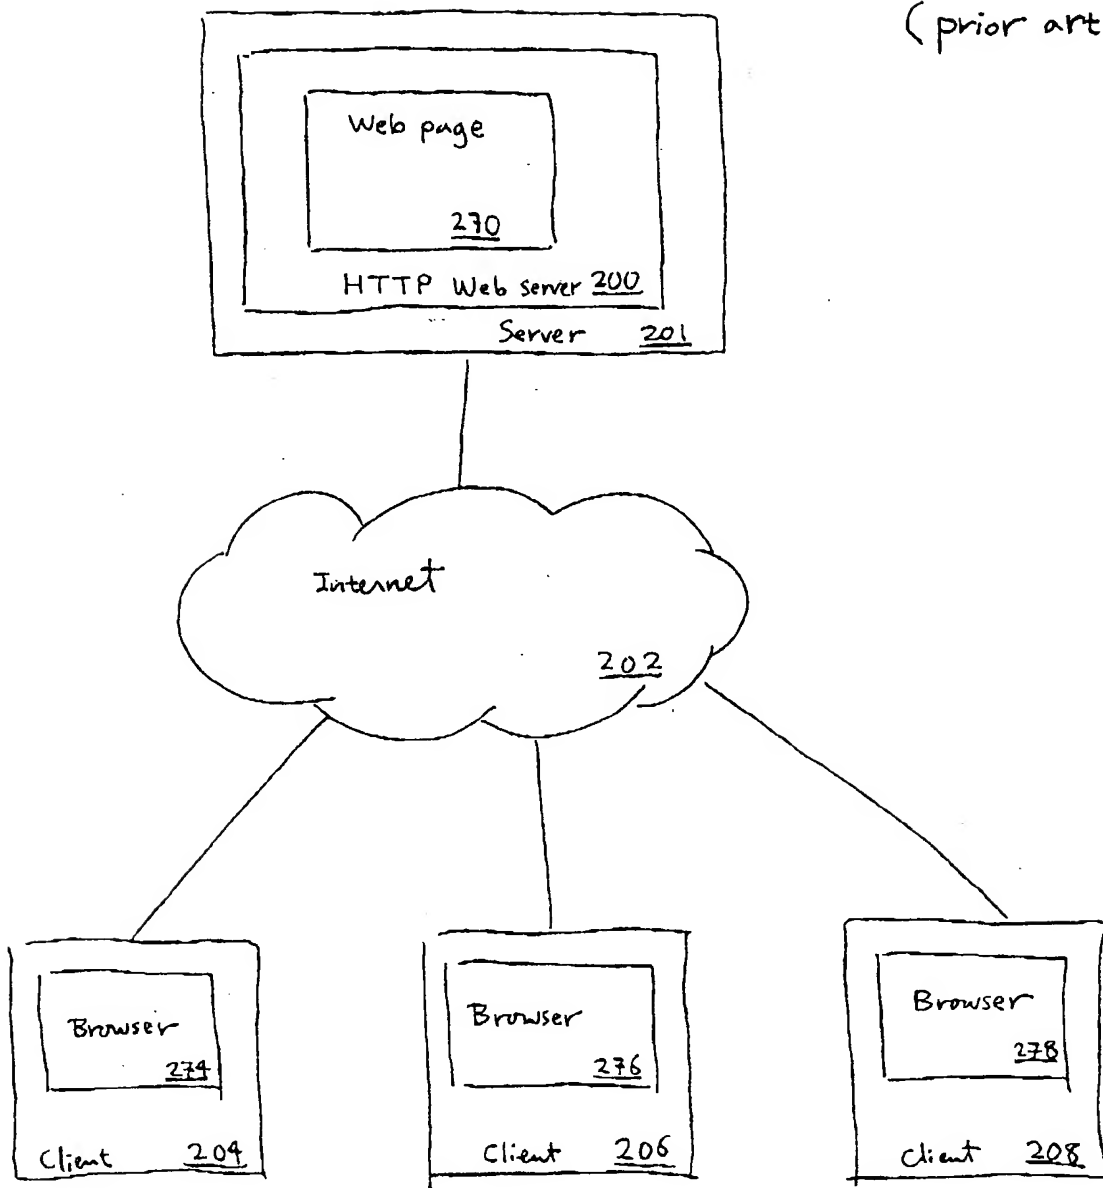 (prior art
Web page
270
HTTP Web server 200
Server 201
Internet
202
Browser
274
Client 204
Browser
276
Client 206
Browser
278
Client 208